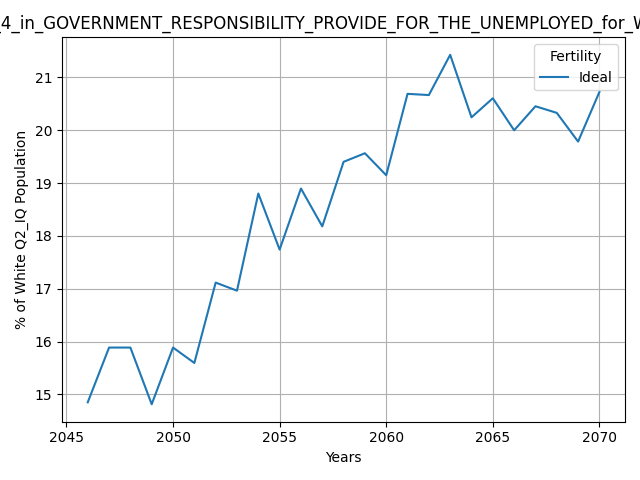 _4_in_GOVERNMENT_RESPONSIBILITY_PROVIDE_FOR_THE_UNEMPLOYED_for_W
Fertility
Ideal
% of White Q2_IQ Population
21
20
19
18
17
16
15
2045 2050 2055 2060 2065 2070
Years